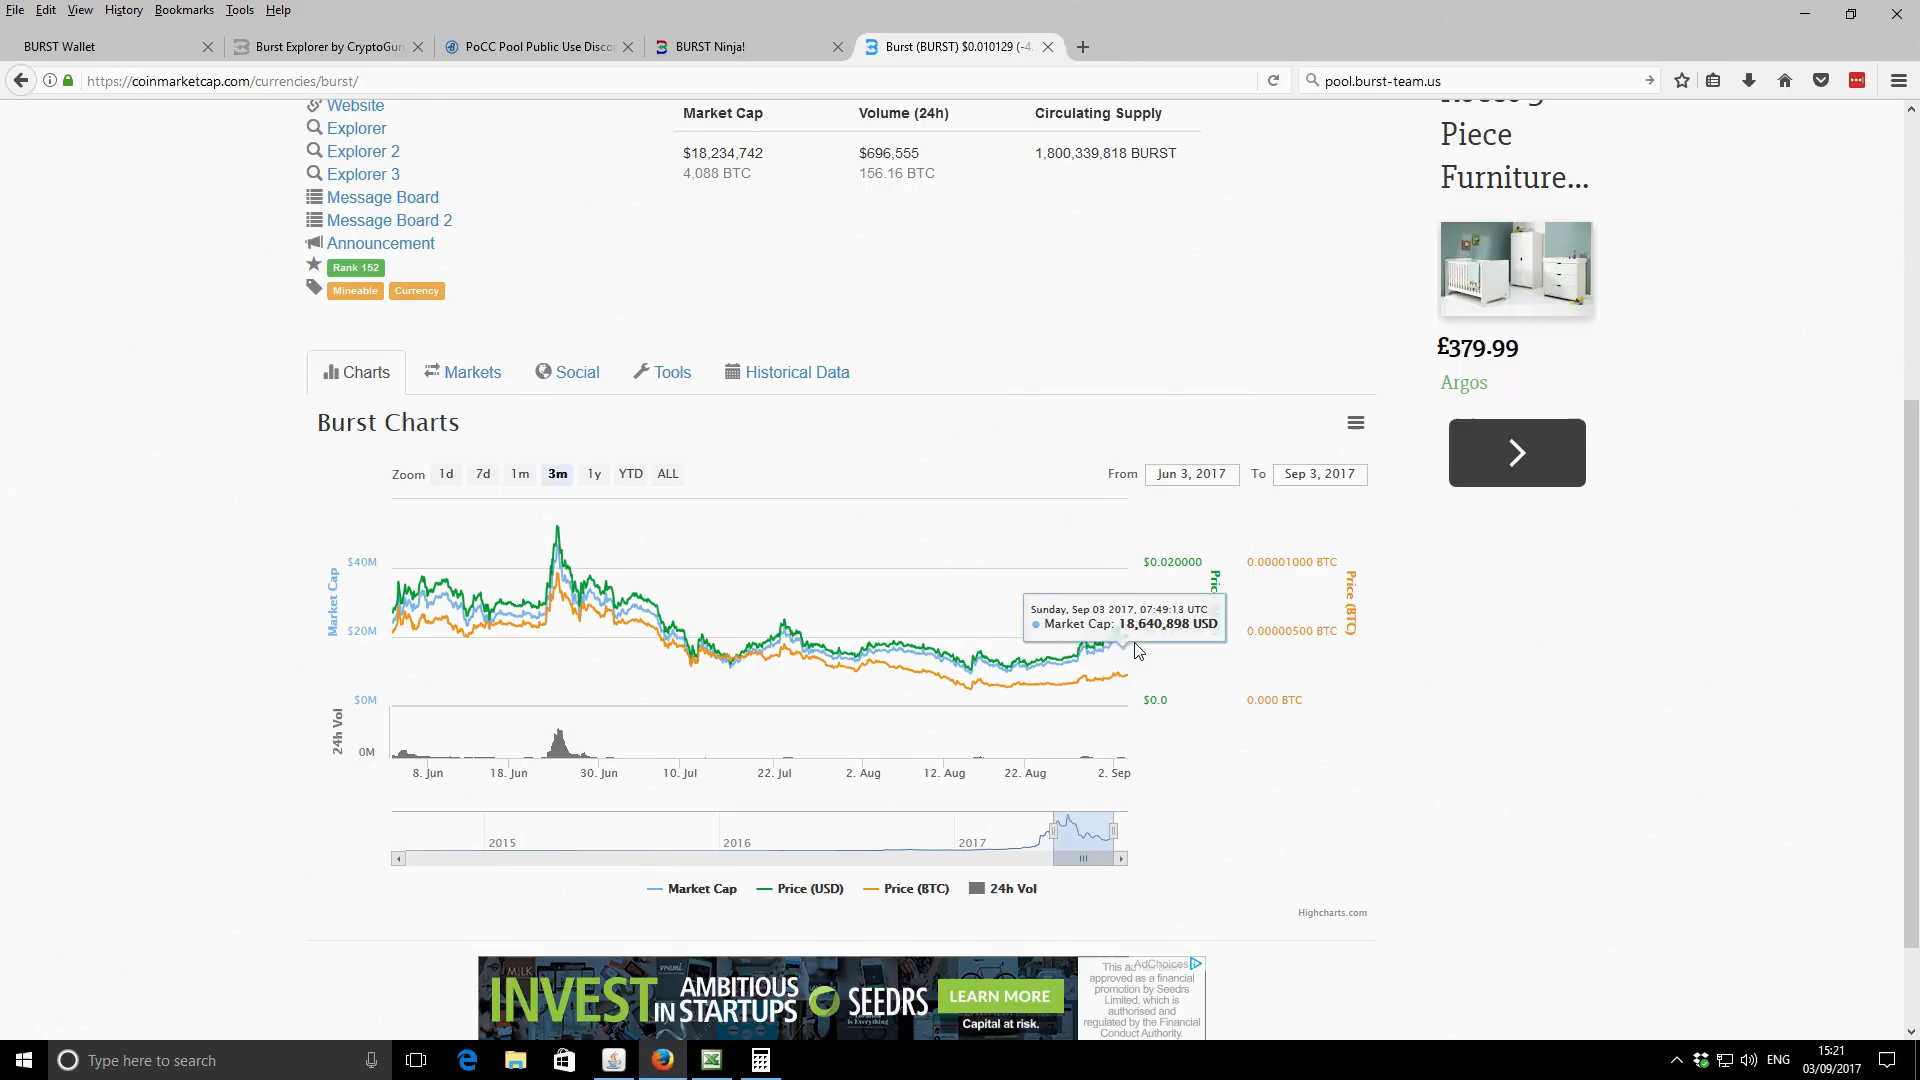 File Edit View History Bookmarks Tools Help
BURST Wallet
Burst Explorer by CryptoGur
PoCC Pool Public Use Disco
BURST Ninja!
Burst (BURST) $0.010129 (-4.
https://coinmarketcap.com/currencies/burst/
pool.burst-team.us
Website
Explorer
Explorer 2
Explorer 3
Message Board
Message Board 2
Announcement
Rank 152
Mineable Currency
Market Cap Volume (24h) Circulating Supply
$18,234,742 $696,555 1,800,339,818 BURST
4,088 BTC 156.16 BTC
Piece
Furniture...
£379.99
Argos
Charts Markets Social Tools Historical Data
Burst Charts
Zoom 1d 7d 1m 3m 1y YTD ALL
From Jun 3, 2017 To Sep 3, 2017
$40M
$20M
$0M
Market Cap
24h Vol
0M
$0.020000
$0.0
Pric
0.00001000 BTC
0.00000500 BTC
0.000 BTC
Price (BTC)
Sunday, Sep 03 2017, 07:49:13 UTC
Market Cap: 18,640,898 USD
8. Jun 18. Jun 30. Jun 10. Jul 22. Jul 2. Aug 12. Aug 22. Aug 2. Sep
2015 2016 2017
Market Cap Price (USD) Price (BTC) 24h Vol
Highcharts.com
INVEST IN AMBITIOUS STARTUPS
SEEDRS
LEARN MORE
Capital at risk.
AdChoices
approved as a financial
promotion by Seedrs
Limited, which is
authorised and
regulated by the Financial
Conduct Authority.
Type here to search
ENG
15:21
03/09/2017